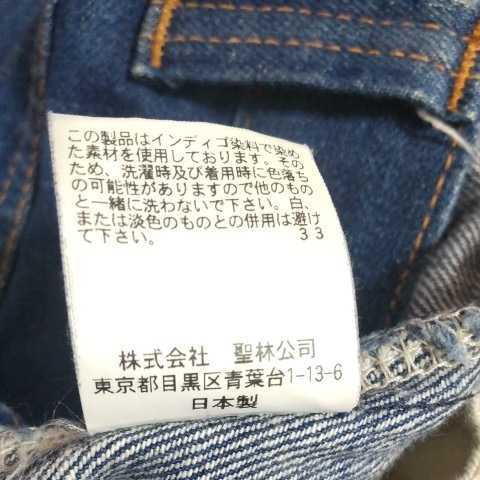 この製品はインディゴ染料で染め
た素材を使用しております。その
ため、洗濯時及び着用時に色落ち
の可能性がありますので他のもの
と一緒に洗わないで下さい。白、
または淡色のものとの併用は避け
て下さい。 33
株式会社 聖林公司
東京都目黒区青葉台1-13-6
日本製